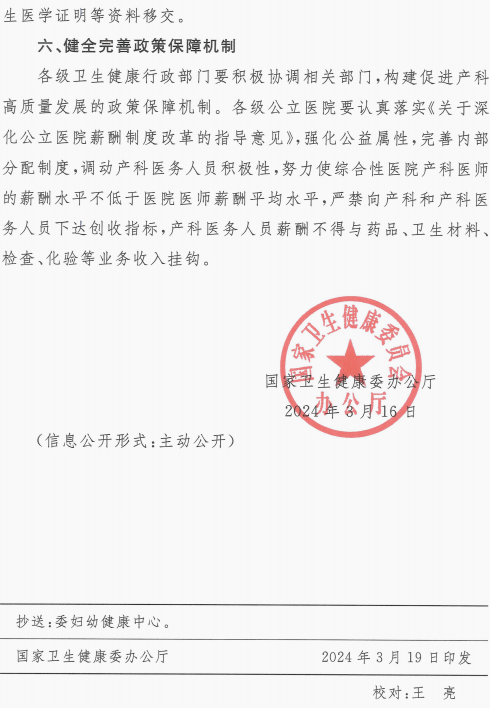 生医学证明等资料移交。
六、健全完善政策保障机制
各级卫生健康行政部门要积极协调相关部门，构建促进产科
高质量发展的政策保障机制。各级公立医院要认真落实《关于深
化公立医院薪酬制度改革的指导意见》，强化公益属性，完善内部
分配制度，调动产科医务人员积极性，努力使综合性医院产科医师
的薪酬水平不低于医院医师薪酬平均水平，严禁向产科和产科医
务人员下达创收指标，产科医务人员薪酬不得与药品、卫生材料、
检查、化验等业务收入挂钩。
国家卫生健康委员会
办公厅
国家卫生健康委办公厅
2024年3月16日
（信息公开形式：主动公开）
抄送：委妇幼健康中心。
国家卫生健康委办公厅 2024年3月19日印发
校对：王 亮